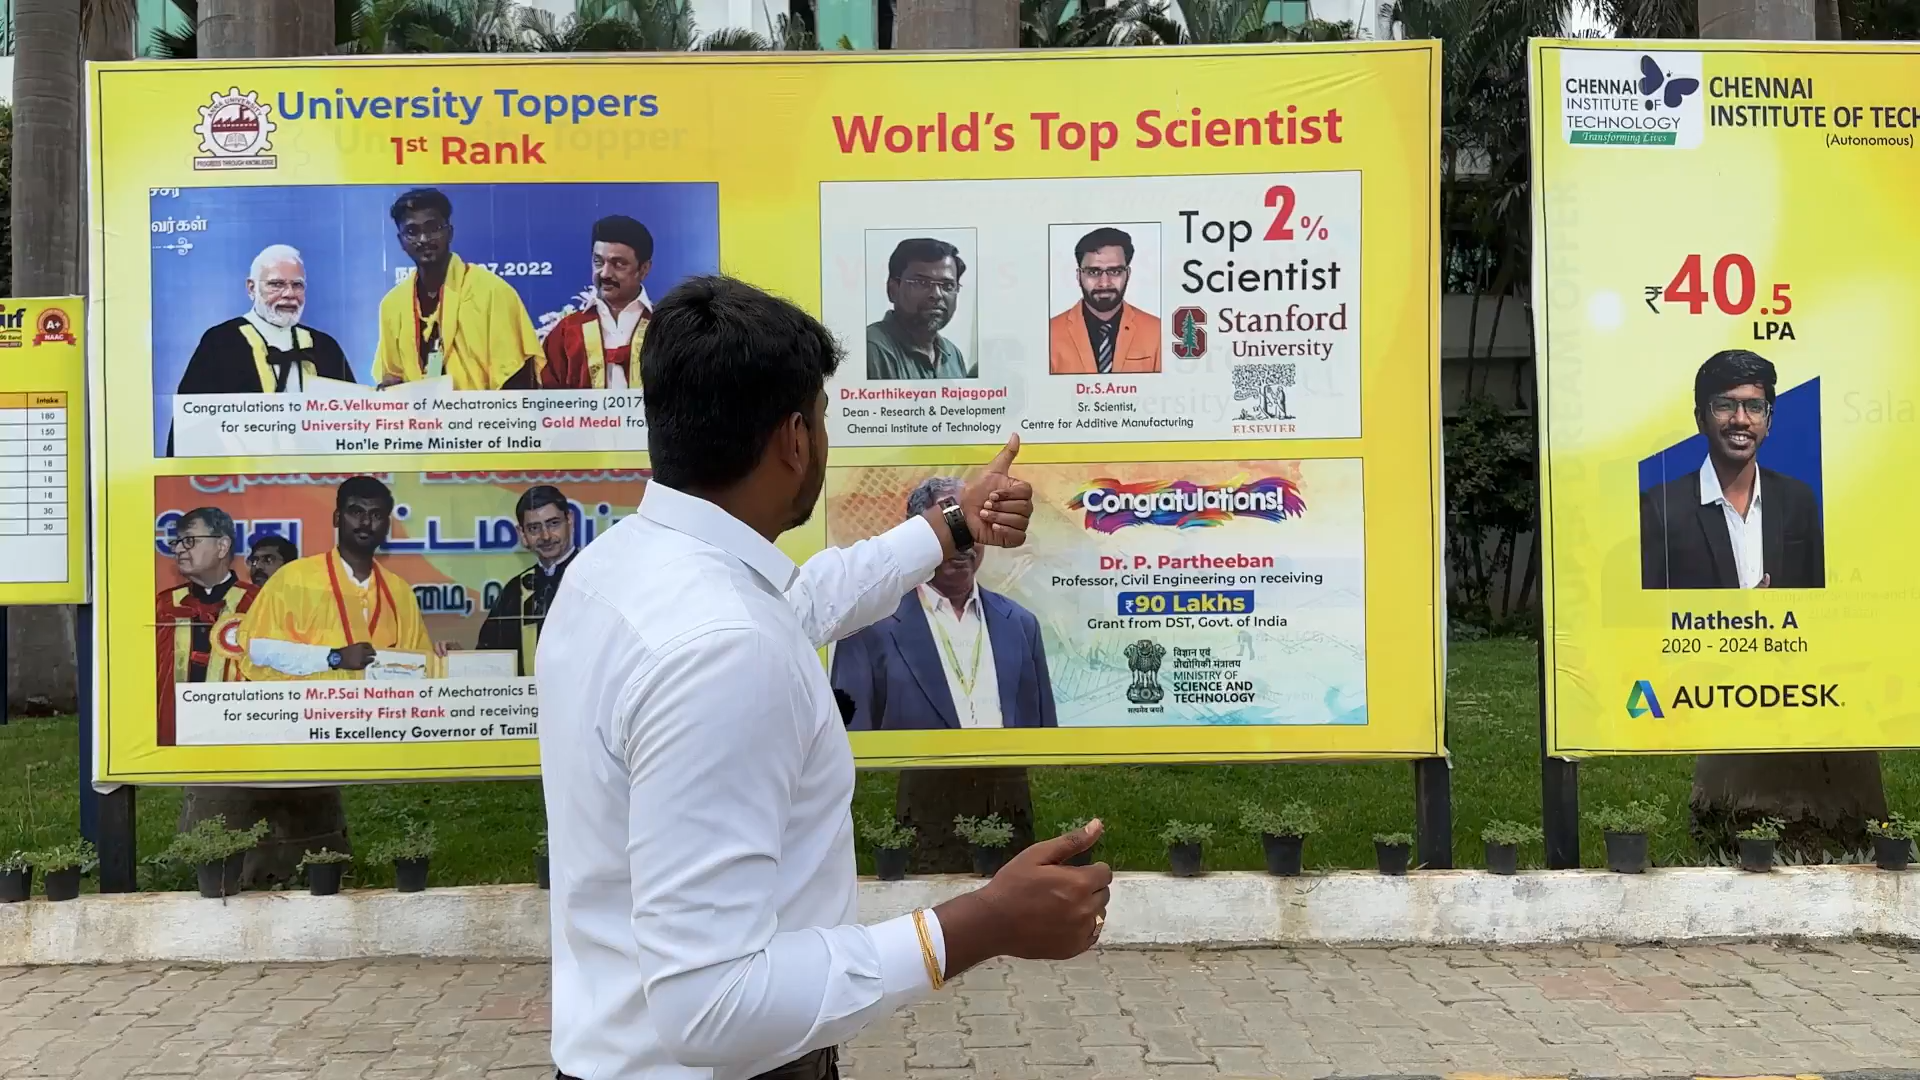 University Toppers
1st Rank
PROGRESS THROUGH KNOWLEDGE
வர்கள்
07.2022
Congratulations to Mr.G.Velkumar of Mechatronics Engineering (2017
for securing University First Rank and receiving Gold Medal
Hon'le Prime Minister of India
Congratulations to Mr.P.Sai Nathan of Mechatronics
for securing University First Rank and receiving
His Excellency Governor of Tamil
World's Top Scientist
Top 2%
Scientist
Stanford
University
ELSEVIER
Dr.Karthikeyan Rajagopal
Dean - Research & Development
Chennai Institute of Technology
Dr.S.Arun
Sr. Scientist,
Centre for Additive Manufacturing
Congratulations!
Dr. P. Partheeban
Professor, Civil Engineering on receiving
₹90 Lakhs
Grant from DST, Govt. of India
विज्ञान एवं
प्रौद्योगिकी मंत्रालय
MINISTRY OF
SCIENCE AND
TECHNOLOGY
सत्यमेव जयते
CHENNAI
INSTITUTE OF
TECHNOLOGY
Transforming Lives
CHENNAI
INSTITUTE OF TECH
(Autonomous)
₹40.5
LPA
Mathesh. A
2020 - 2024 Batch
AUTODESK
A+
NAAC
Intake
180
150
60
18
18
18
30
30